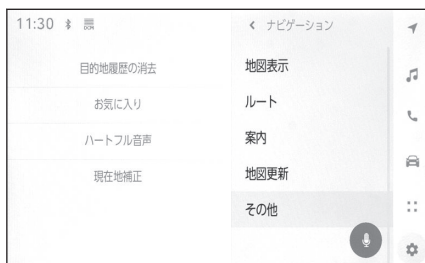 11:30
目的地履歴の消去
お気に入り
ハートフル音声
現在地補正
ナビゲーション
地図表示
ルート
案内
地図更新
その他